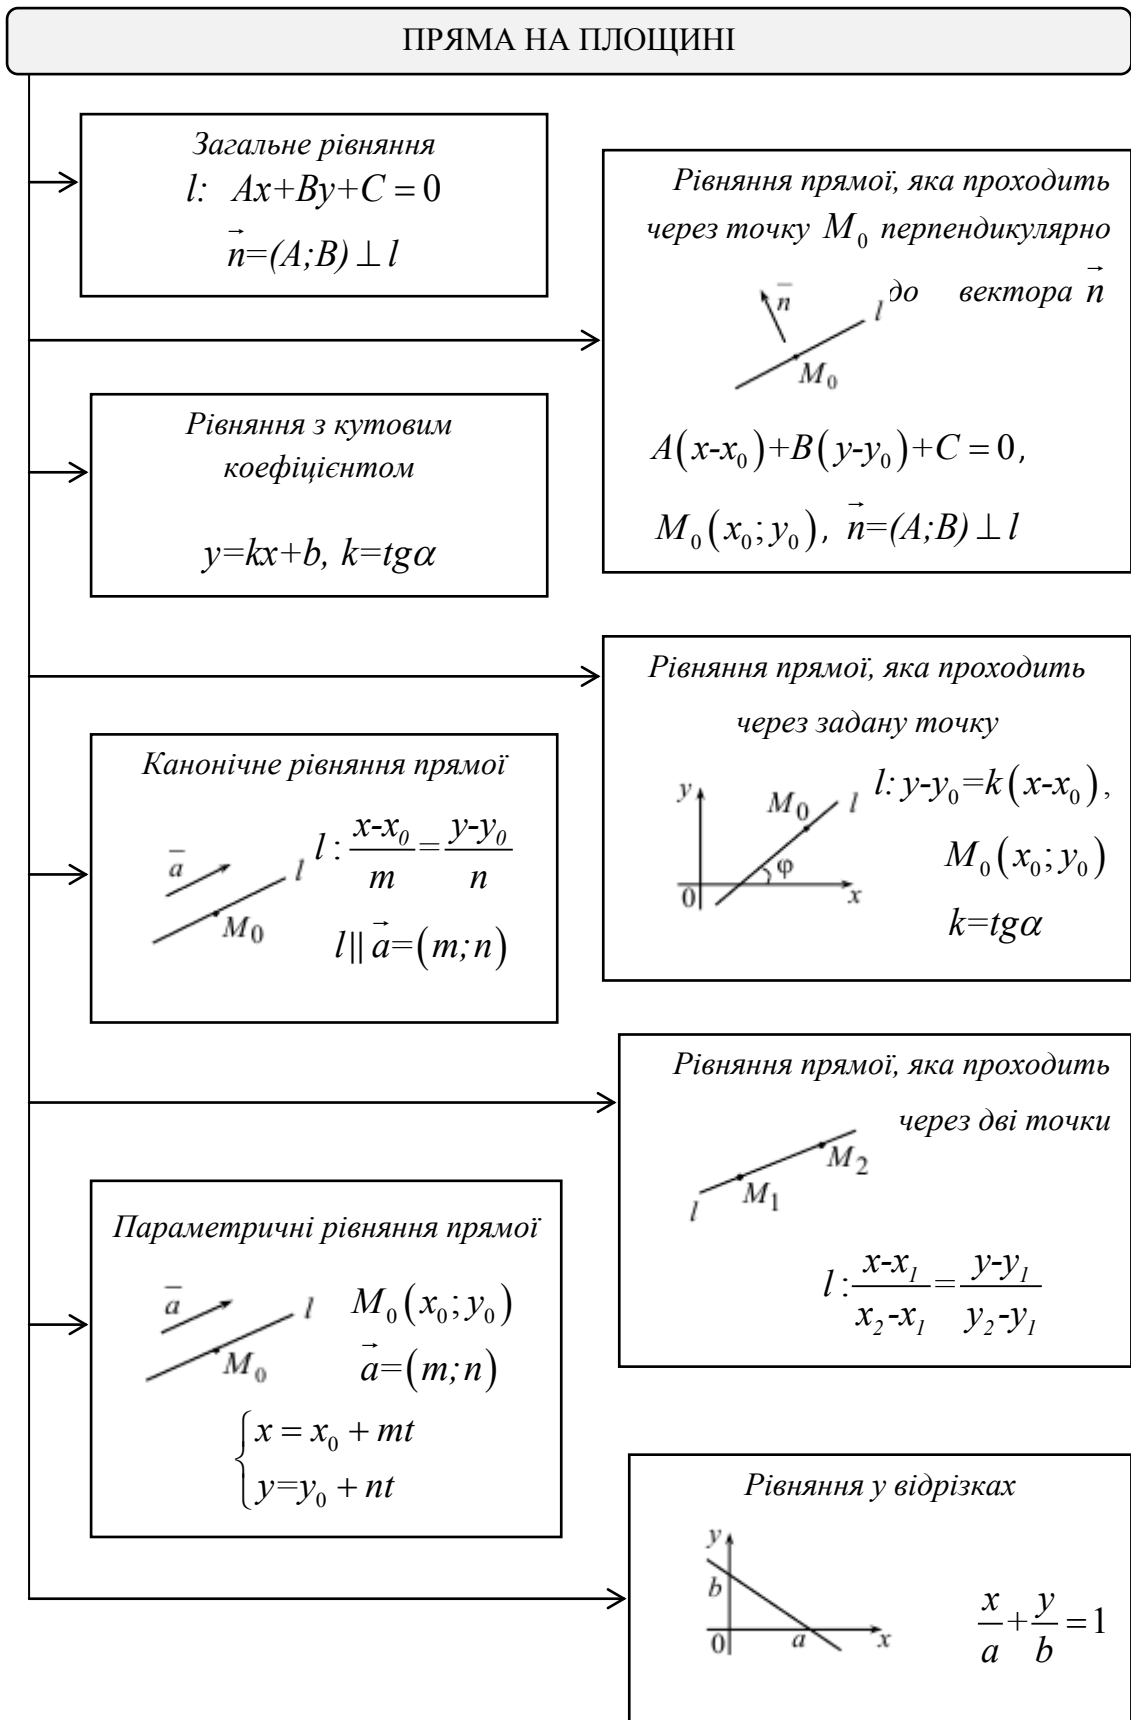 ПРЯМА НА ПЛОЩИНІ
Загальне рівняння
l: Ax+By+C = 0
n⃗=(A;B) ⊥ l
Рівняння прямої, яка проходить
через точку M₀ перпендикулярно
до вектора n⃗
n̅
l
M₀
A(x-x₀)+B(y-y₀)+C = 0,
M₀(x₀; y₀), n⃗=(A;B) ⊥ l
Рівняння з кутовим
коефіцієнтом
y=kx+b, k=tgα
Рівняння прямої, яка проходить
через задану точку
y
M₀ l
φ
0 x
l: y-y₀=k(x-x₀),
M₀(x₀; y₀)
k=tgα
Канонічне рівняння прямої
a̅
l
M₀
l : (x-x₀)/m = (y-y₀)/n
l|| a⃗=(m;n)
Рівняння прямої, яка проходить
через дві точки
M₂
M₁
l
l : (x-x₁)/(x₂-x₁) = (y-y₁)/(y₂-y₁)
Параметричні рівняння прямої
a̅
l
M₀
M₀(x₀; y₀)
a⃗=(m;n)
{x = x₀ + mt
y=y₀ + nt
Рівняння у відрізках
y
b
0 a x
x/a + y/b = 1